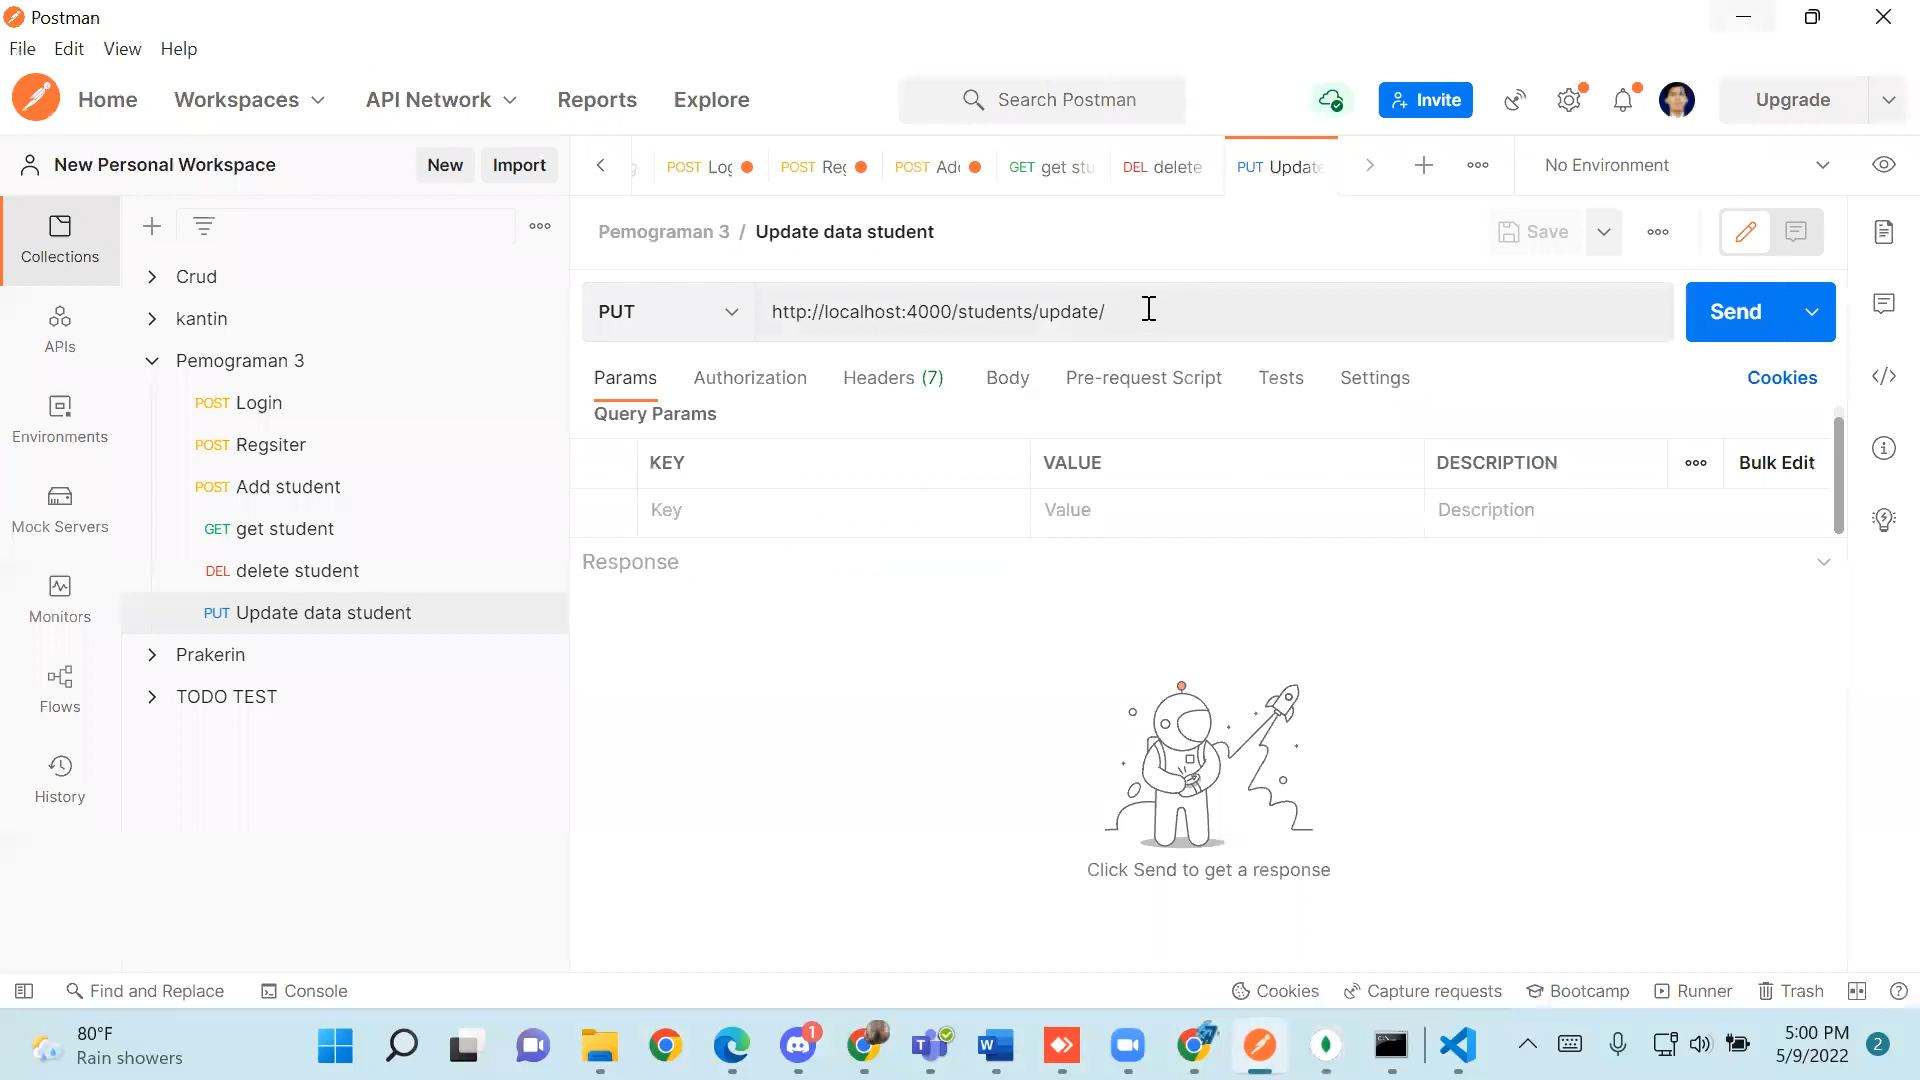 Postman
File Edit View Help
Home Workspaces API Network Reports Explore Search Postman Invite Upgrade
New Personal Workspace New Import POST Log POST Reg POST Add GET get stu DEL delete PUT Update No Environment
Collections
Pemograman 3 / Update data student Save
Crud
PUT http://localhost:4000/students/update/ Send
kantin
APIs
Pemograman 3
Params Authorization Headers (7) Body Pre-request Script Tests Settings Cookies
POST Login
Query Params
Environments
POST Regsiter
KEY VALUE DESCRIPTION Bulk Edit
POST Add student
Key Value Description
Mock Servers
GET get student
Response
DEL delete student
Monitors
PUT Update data student
Prakerin
TODO TEST
Flows
History
Click Send to get a response
Find and Replace Console Cookies Capture requests Bootcamp Runner Trash
80°F
Rain showers
1
5:00 PM
5/9/2022
2